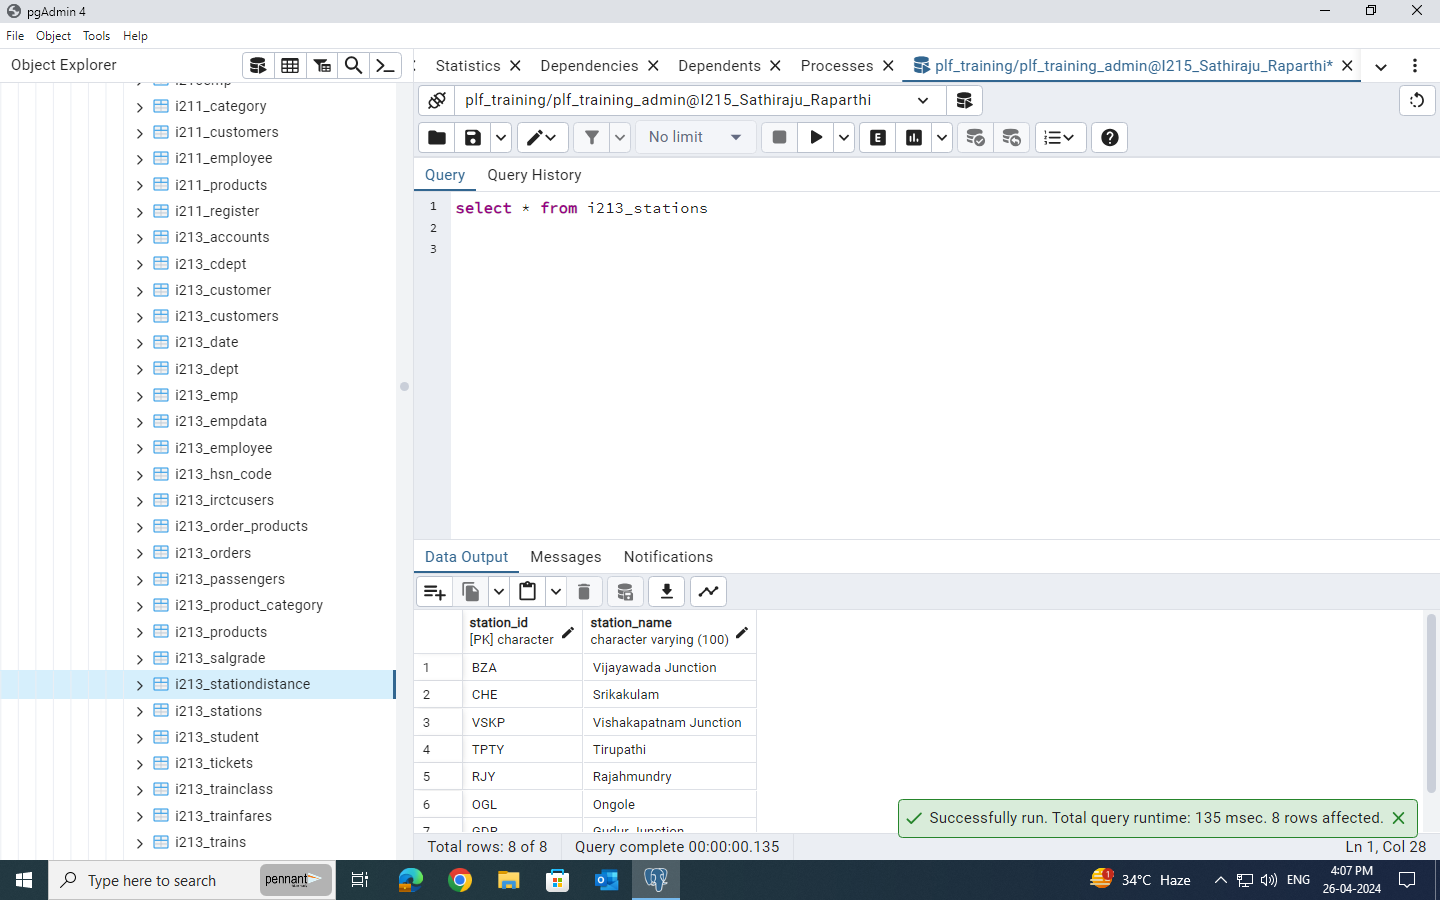 pgAdmin 4
File Object Tools Help
Object Explorer
Statistics Dependencies Dependents Processes plf_training/plf_training_admin@I215_Sathiraju_Raparthi*
plf_training/plf_training_admin@I215_Sathiraju_Raparthi
No limit
E
Query Query History
1 select * from i213_stations
2
3
i211_category
i211_customers
i211_employee
i211_products
i211_register
i213_accounts
i213_cdept
i213_customer
i213_customers
i213_date
i213_dept
i213_emp
i213_empdata
i213_employee
i213_hsn_code
i213_irctcusers
i213_order_products
i213_orders
i213_passengers
i213_product_category
i213_products
i213_salgrade
i213_stationdistance
i213_stations
i213_student
i213_tickets
i213_trainclass
i213_trainfares
i213_trains
Data Output Messages Notifications
station_id station_name
[PK] character character varying (100)
1 BZA Vijayawada Junction
2 CHE Srikakulam
3 VSKP Vishakapatnam Junction
4 TPTY Tirupathi
5 RJY Rajahmundry
6 OGL Ongole
7 GDR Gudur Junction
Successfully run. Total query runtime: 135 msec. 8 rows affected.
Total rows: 8 of 8 Query complete 00:00:00.135 Ln 1, Col 28
Type here to search pennant 1 34°C Haze ENG 4:07 PM
26-04-2024